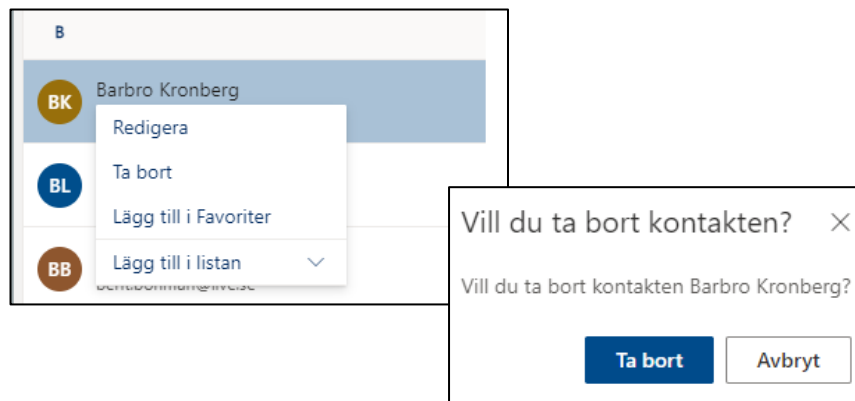 B
BK
Barbro Kronberg
Redigera
Ta bort
BL
Lägg till i Favoriter
BB
Lägg till i listan
Vill du ta bort kontakten?
Vill du ta bort kontakten Barbro Kronberg?
Ta bort
Avbryt